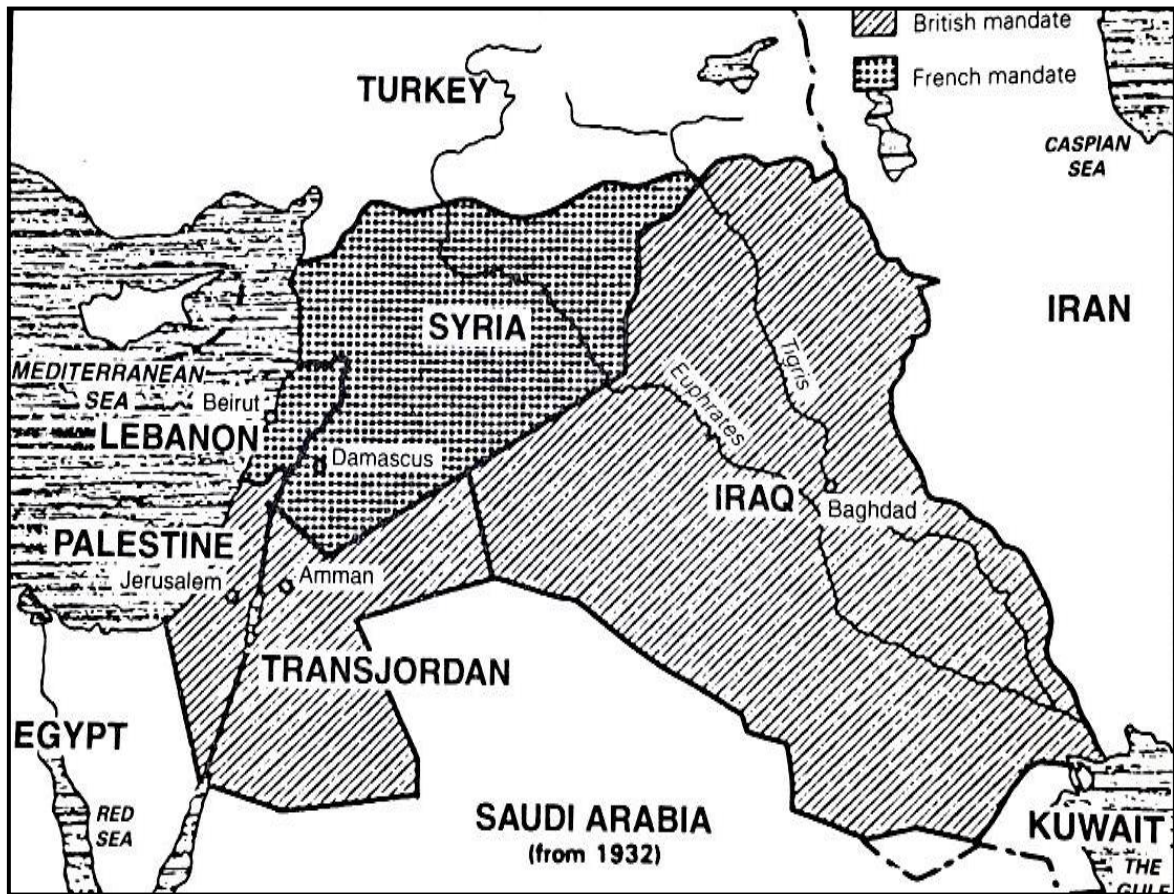 British mandate
French mandate
TURKEY
CASPIAN
SEA
IRAN
SYRIA
MEDITERRANEAN
SEA
Beirut
LEBANON
Damascus
Tigris
Euphrates
IRAQ
Baghdad
PALESTINE
Jerusalem
Amman
TRANSJORDAN
EGYPT
RED
SEA
SAUDI ARABIA
(from 1932)
KUWAIT
THE
GULF